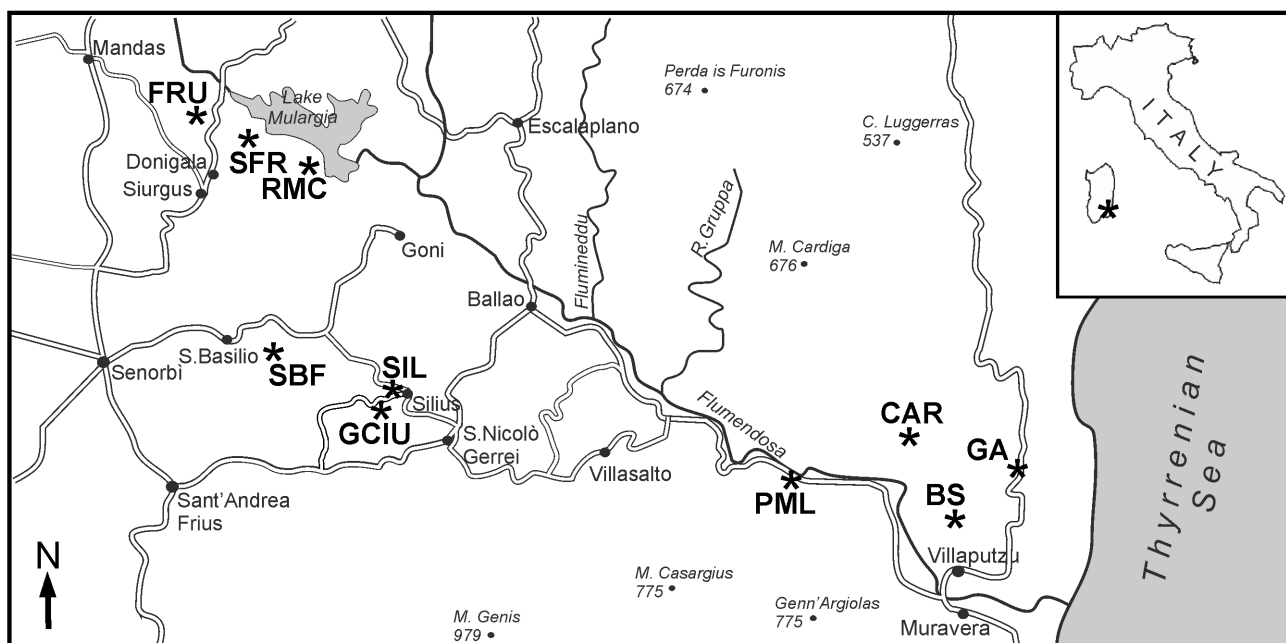 Mandas
FRU
Lake
Mulargia
Perda is Furonis
674
ITALY
Escalaplano
C. Luggerras
537
Donigala
SFR
Siurgus
RMC
R.Gruppa
Flumineddu
Goni
M. Cardiga
676
Ballao
S.Basilio
Senorbì
SBF
SIL
Silius
GCIU
S.Nicolò
Gerrei
Flumendosa
CAR
GA
Villasalto
PML
BS
Sant'Andrea
Frius
Thyrrenian
Sea
N
Villaputzu
M. Casargius
775
Genn'Argiolas
775
M. Genis
979
Muravera